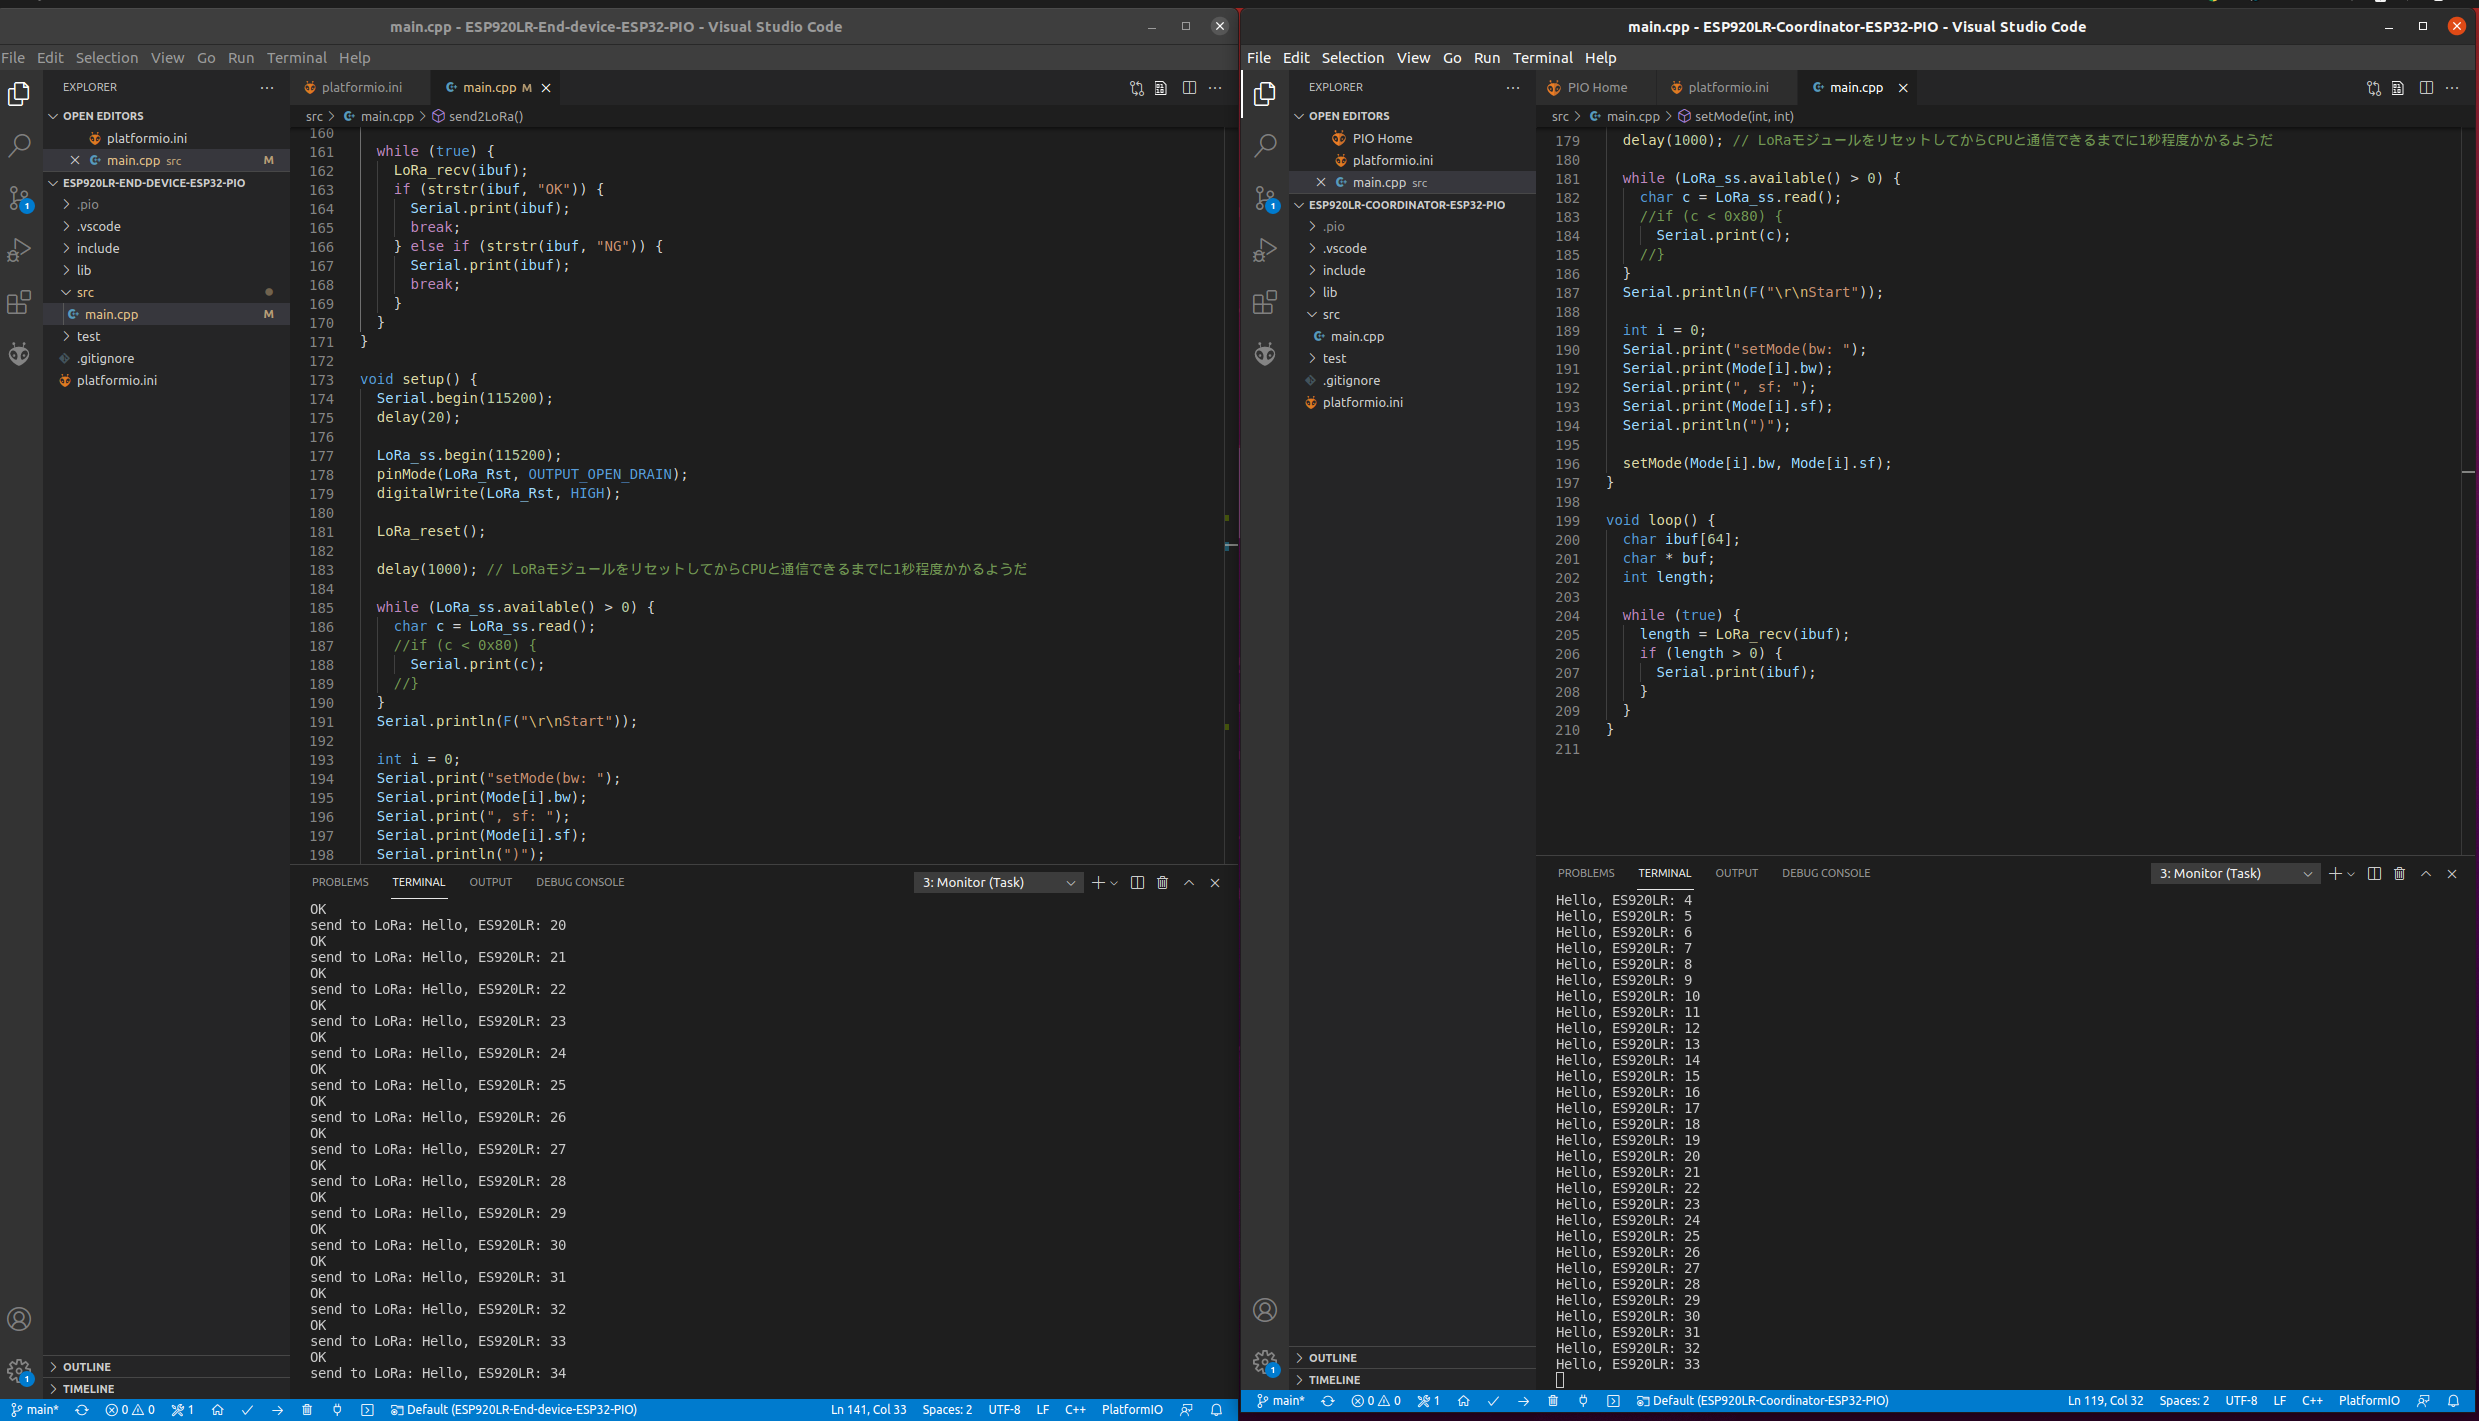 main.cpp - ESP920LR-End-device-ESP32-PIO - Visual Studio Code
File Edit Selection View Go Run Terminal Help
EXPLORER
OPEN EDITORS
platformio.ini
main.cpp src M
ESP920LR-END-DEVICE-ESP32-PIO
.pio
.vscode
include
lib
src
main.cpp M
test
.gitignore
platformio.ini
OUTLINE
TIMELINE
1
1
platformio.ini
main.cpp M
src > main.cpp > send2LoRa()
160
161 while (true) {
162 LoRa_recv(ibuf);
163 if (strstr(ibuf, "OK")) {
164 Serial.print(ibuf);
165 break;
166 } else if (strstr(ibuf, "NG")) {
167 Serial.print(ibuf);
168 break;
169 }
170 }
171 }
172
173 void setup() {
174 Serial.begin(115200);
175 delay(20);
176
177 LoRa_ss.begin(115200);
178 pinMode(LoRa_Rst, OUTPUT_OPEN_DRAIN);
179 digitalWrite(LoRa_Rst, HIGH);
180
181 LoRa_reset();
182
183 delay(1000); // LoRaモジュールをリセットしてからCPUと通信できるまでに1秒程度かかるようだ
184
185 while (LoRa_ss.available() > 0) {
186 char c = LoRa_ss.read();
187 //if (c < 0x80) {
188 Serial.print(c);
189 //}
190 }
191 Serial.println(F("\r\nStart"));
192
193 int i = 0;
194 Serial.print("setMode(bw: ");
195 Serial.print(Mode[i].bw);
196 Serial.print(", sf: ");
197 Serial.print(Mode[i].sf);
198 Serial.println(")");
PROBLEMS TERMINAL OUTPUT DEBUG CONSOLE 3: Monitor (Task)
OK
send to LoRa: Hello, ES920LR: 20
OK
send to LoRa: Hello, ES920LR: 21
OK
send to LoRa: Hello, ES920LR: 22
OK
send to LoRa: Hello, ES920LR: 23
OK
send to LoRa: Hello, ES920LR: 24
OK
send to LoRa: Hello, ES920LR: 25
OK
send to LoRa: Hello, ES920LR: 26
OK
send to LoRa: Hello, ES920LR: 27
OK
send to LoRa: Hello, ES920LR: 28
OK
send to LoRa: Hello, ES920LR: 29
OK
send to LoRa: Hello, ES920LR: 30
OK
send to LoRa: Hello, ES920LR: 31
OK
send to LoRa: Hello, ES920LR: 32
OK
send to LoRa: Hello, ES920LR: 33
OK
send to LoRa: Hello, ES920LR: 34
main* 0 0 1 Default (ESP920LR-End-device-ESP32-PIO) Ln 141, Col 33 Spaces: 2 UTF-8 LF C++ PlatformIO
main.cpp - ESP920LR-Coordinator-ESP32-PIO - Visual Studio Code
File Edit Selection View Go Run Terminal Help
EXPLORER
OPEN EDITORS
PIO Home
platformio.ini
main.cpp src
ESP920LR-COORDINATOR-ESP32-PIO
.pio
.vscode
include
lib
src
main.cpp
test
.gitignore
platformio.ini
OUTLINE
TIMELINE
1
1
PIO Home
platformio.ini
main.cpp
src > main.cpp > setMode(int, int)
179 delay(1000); // LoRaモジュールをリセットしてからCPUと通信できるまでに1秒程度かかるようだ
180
181 while (LoRa_ss.available() > 0) {
182 char c = LoRa_ss.read();
183 //if (c < 0x80) {
184 Serial.print(c);
185 //}
186 }
187 Serial.println(F("\r\nStart"));
188
189 int i = 0;
190 Serial.print("setMode(bw: ");
191 Serial.print(Mode[i].bw);
192 Serial.print(", sf: ");
193 Serial.print(Mode[i].sf);
194 Serial.println(")");
195
196 setMode(Mode[i].bw, Mode[i].sf);
197 }
198
199 void loop() {
200 char ibuf[64];
201 char * buf;
202 int length;
203
204 while (true) {
205 length = LoRa_recv(ibuf);
206 if (length > 0) {
207 Serial.print(ibuf);
208 }
209 }
210 }
211
PROBLEMS TERMINAL OUTPUT DEBUG CONSOLE 3: Monitor (Task)
Hello, ES920LR: 4
Hello, ES920LR: 5
Hello, ES920LR: 6
Hello, ES920LR: 7
Hello, ES920LR: 8
Hello, ES920LR: 9
Hello, ES920LR: 10
Hello, ES920LR: 11
Hello, ES920LR: 12
Hello, ES920LR: 13
Hello, ES920LR: 14
Hello, ES920LR: 15
Hello, ES920LR: 16
Hello, ES920LR: 17
Hello, ES920LR: 18
Hello, ES920LR: 19
Hello, ES920LR: 20
Hello, ES920LR: 21
Hello, ES920LR: 22
Hello, ES920LR: 23
Hello, ES920LR: 24
Hello, ES920LR: 25
Hello, ES920LR: 26
Hello, ES920LR: 27
Hello, ES920LR: 28
Hello, ES920LR: 29
Hello, ES920LR: 30
Hello, ES920LR: 31
Hello, ES920LR: 32
Hello, ES920LR: 33
main* 0 0 1 Default (ESP920LR-Coordinator-ESP32-PIO) Ln 119, Col 32 Spaces: 2 UTF-8 LF C++ PlatformIO